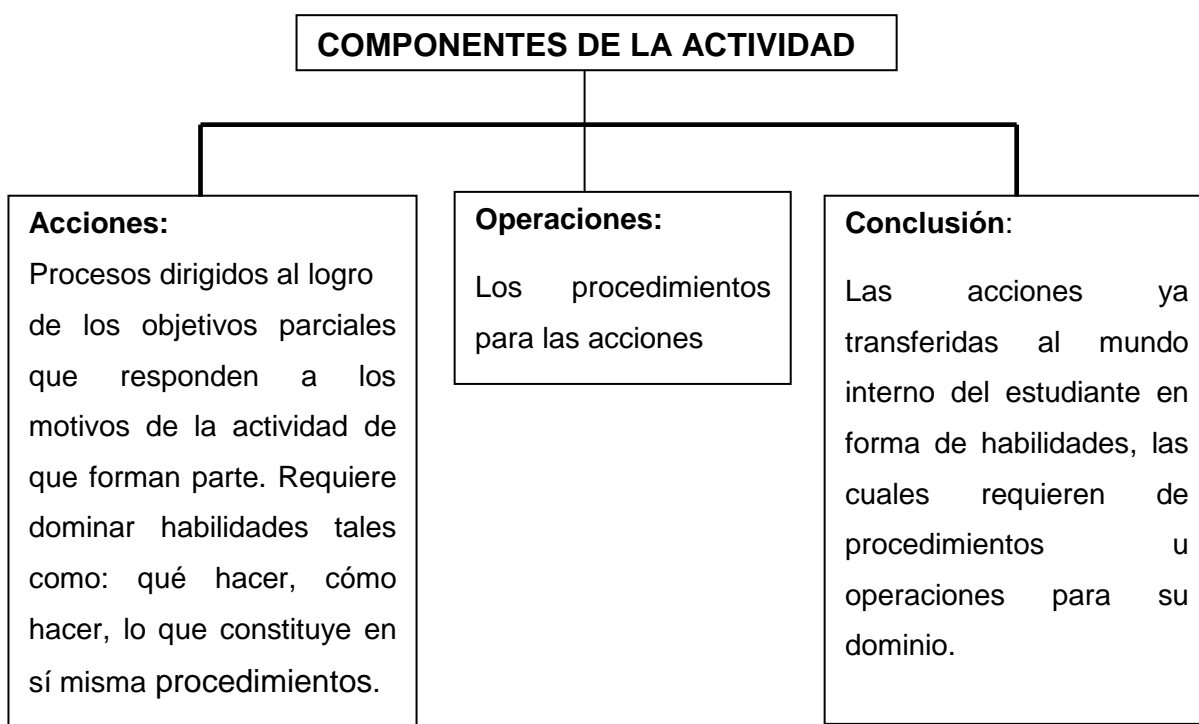 COMPONENTES DE LA ACTIVIDAD
Acciones:
Procesos dirigidos al logro
de los objetivos parciales
que responden a los
motivos de la actividad de
que forman parte. Requiere
dominar habilidades tales
como: qué hacer, cómo
hacer, lo que constituye en
sí misma procedimientos.
Operaciones:
Los procedimientos
para las acciones
Conclusión:
Las acciones ya
transferidas al mundo
interno del estudiante en
forma de habilidades, las
cuales requieren de
procedimientos u
operaciones para su
dominio.